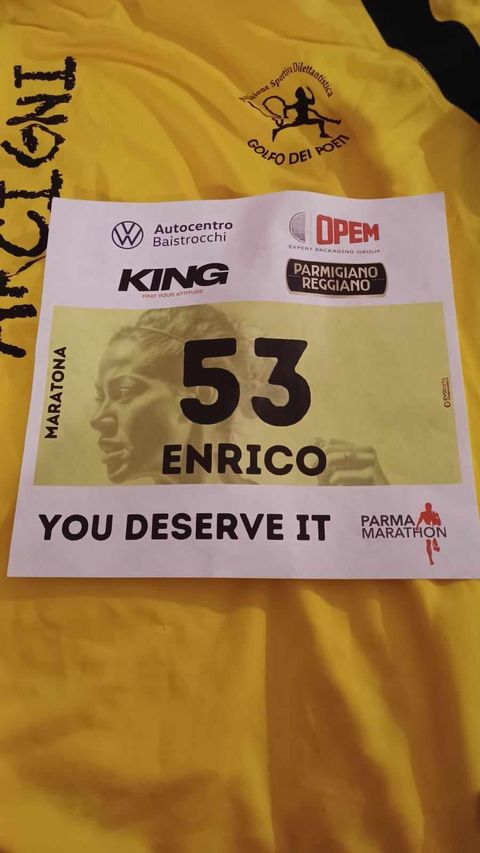 Associazione Sportiva Dilettantistica
GOLFO DEI POETI
Autocentro
Baistrocchi
OPEM
EXPERT PACKAGING GROUP
KING
FIND YOUR ATTITUDE
PARMIGIANO
REGGIANO
MARATONA
53
ENRICO
YOU DESERVE IT
PARMA
MARATHON